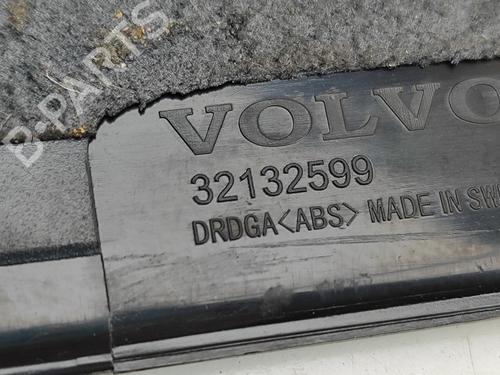 B-PARTS
VOLVO
32132599
DRDGA<ABS> MADE IN SW